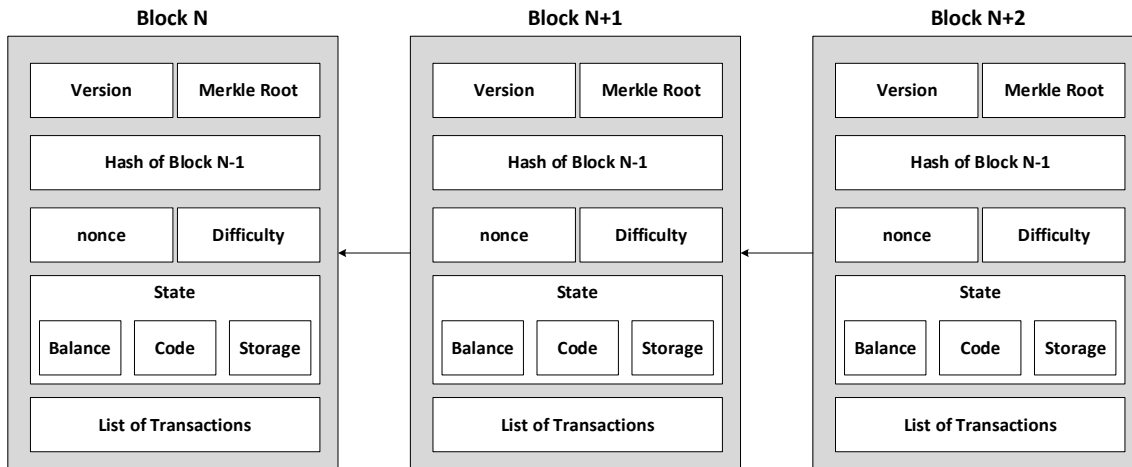 Block N
Version
Merkle Root
Hash of Block N-1
nonce
Difficulty
State
Balance
Code
Storage
List of Transactions
Block N+1
Version
Merkle Root
Hash of Block N-1
nonce
Difficulty
State
Balance
Code
Storage
List of Transactions
Block N+2
Version
Merkle Root
Hash of Block N-1
nonce
Difficulty
State
Balance
Code
Storage
List of Transactions